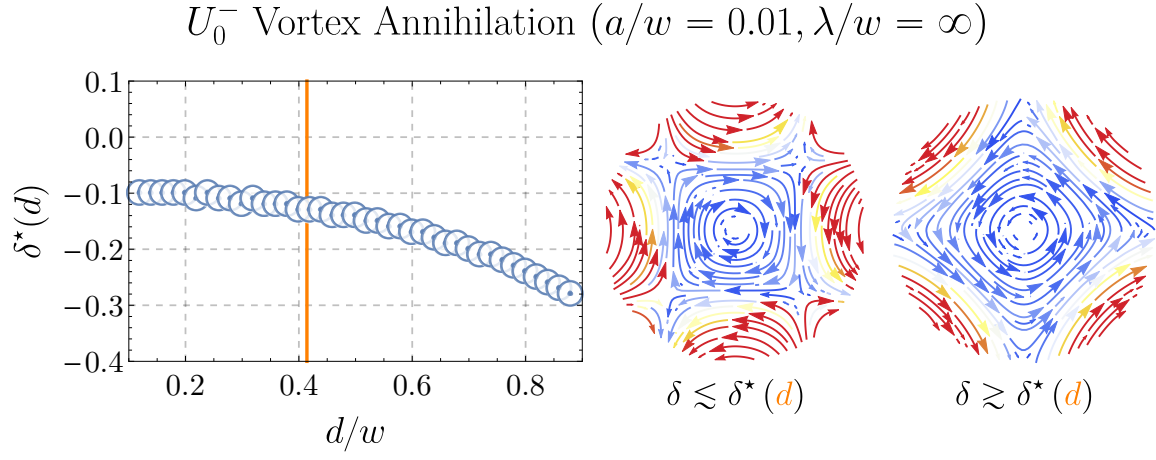 U₀⁻ Vortex Annihilation (a/w = 0.01, λ/w = ∞)
δ*(d)
0.1
0.0
−0.1
−0.2
−0.3
−0.4
0.2
0.4
0.6
0.8
d/w
δ ≲ δ* (d)
δ ≳ δ* (d)